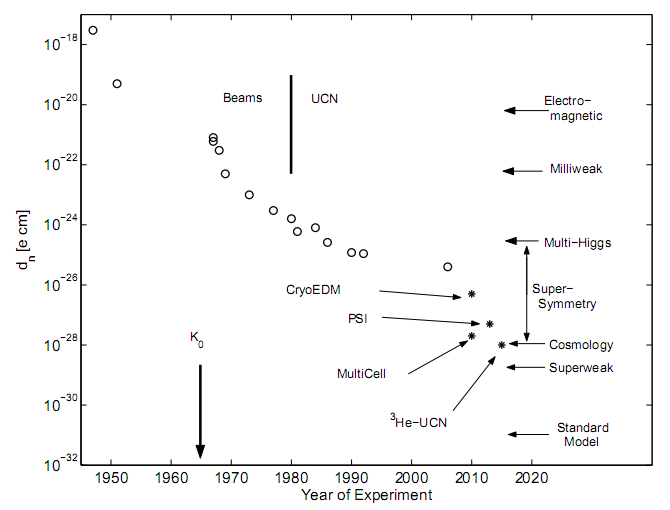 10^-18
10^-20
10^-22
10^-24
10^-26
10^-28
10^-30
10^-32
d_n [e cm]
Beams
UCN
Electro−
magnetic
Milliweak
Multi-Higgs
Super-
Symmetry
CryoEDM
PSI
K_0
Cosmology
MultiCell
Superweak
^3He-UCN
Standard
Model
1950
1960
1970
1980
1990
2000
2010
2020
Year of Experiment